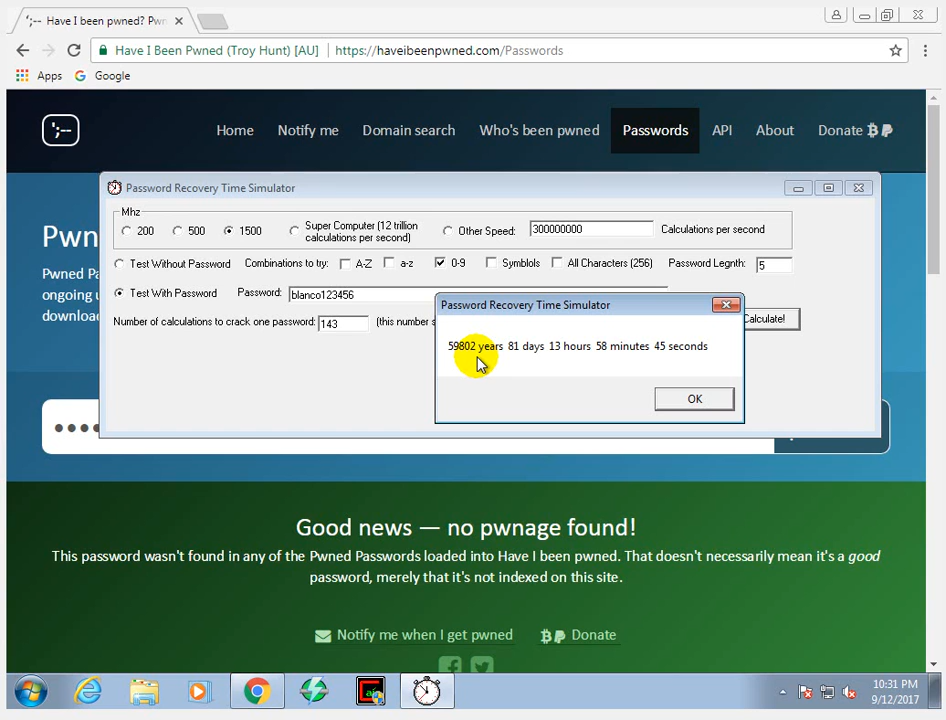 ';-- Have I been pwned? Pwn
Have I Been Pwned (Troy Hunt) [AU] https://haveibeenpwned.com/Passwords
Apps Google
';--
Home Notify me Domain search Who's been pwned Passwords API About Donate
Password Recovery Time Simulator
Mhz
200 500 1500 Super Computer (12 trillion calculations per second) Other Speed: 300000000 Calculations per second
Test Without Password Combinations to try: A-Z a-z 0-9 Symblols All Characters (256) Password Legnth: 5
Test With Password Password: blanco123456
Number of calculations to crack one password: 143 (this number s
Calculate!
Password Recovery Time Simulator
59802 years 81 days 13 hours 58 minutes 45 seconds
OK
Pwn
Pwned Pa
ongoing u
downloa
Good news — no pwnage found!
This password wasn't found in any of the Pwned Passwords loaded into Have I been pwned. That doesn't necessarily mean it's a good
password, merely that it's not indexed on this site.
Notify me when I get pwned Donate
10:31 PM
9/12/2017